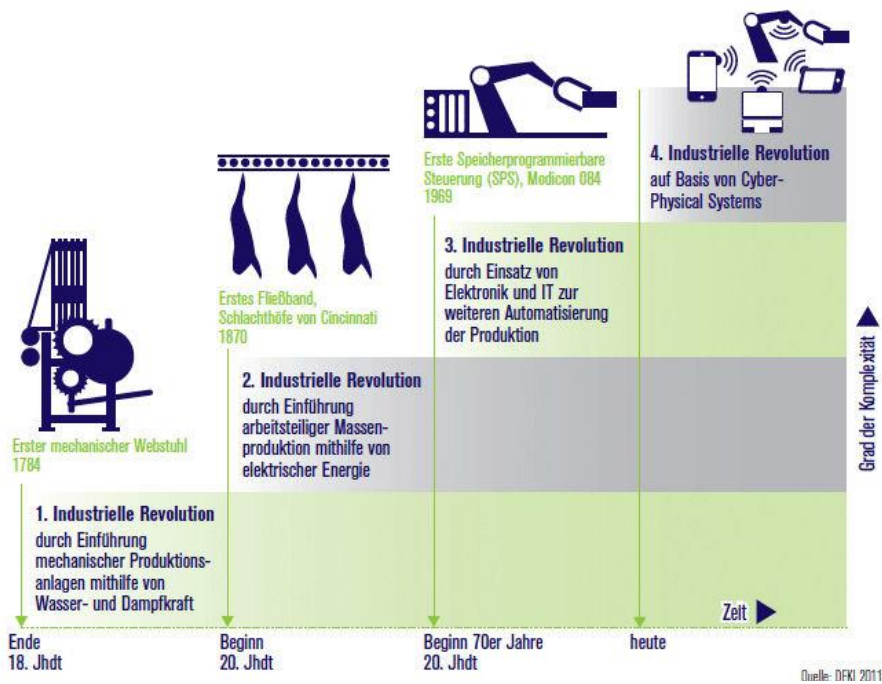 Erster mechanischer Webstuhl
1784
1. Industrielle Revolution
durch Einführung
mechanischer Produktions-
anlagen mithilfe von
Wasser- und Dampfkraft
Ende
18. Jhdt
Erstes Fließband,
Schlachthöfe von Cincinnati
1870
2. Industrielle Revolution
durch Einführung
arbeitsteiliger Massen-
produktion mithilfe von
elektrischer Energie
Beginn
20. Jhdt
Erste Speicherprogrammierbare
Steuerung (SPS), Modicon 084
1969
3. Industrielle Revolution
durch Einsatz von
Elektronik und IT zur
weiteren Automatisierung
der Produktion
Beginn 70er Jahre
20. Jhdt
4. Industrielle Revolution
auf Basis von Cyber-
Physical Systems
heute
Zeit
Grad der Komplexität
Quelle: DFKI 2011